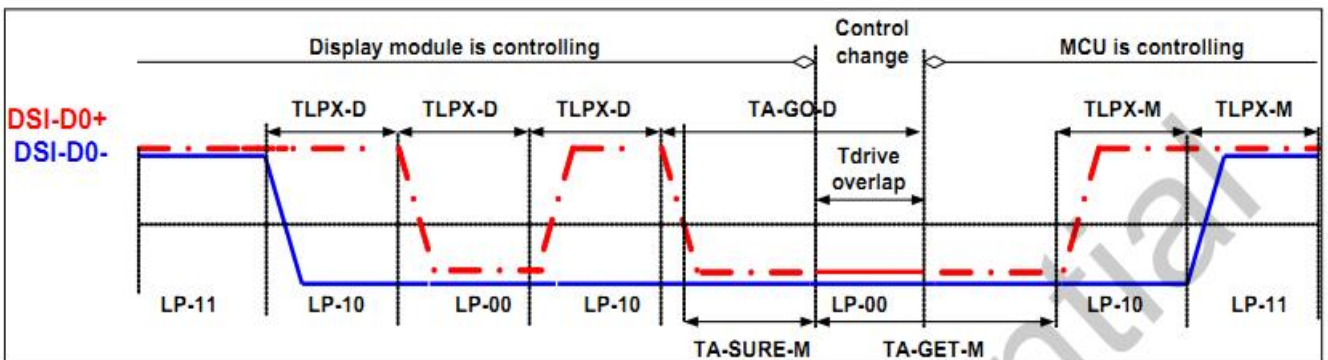 Display module is controlling
Control
change
MCU is controlling
DSI-D0+
DSI-D0-
TLPX-D TLPX-D TLPX-D TA-GO-D TLPX-M TLPX-M
Tdrive
overlap
LP-11 LP-10 LP-00 LP-10 LP-00 LP-10 LP-11
TA-SURE-M TA-GET-M
ntial